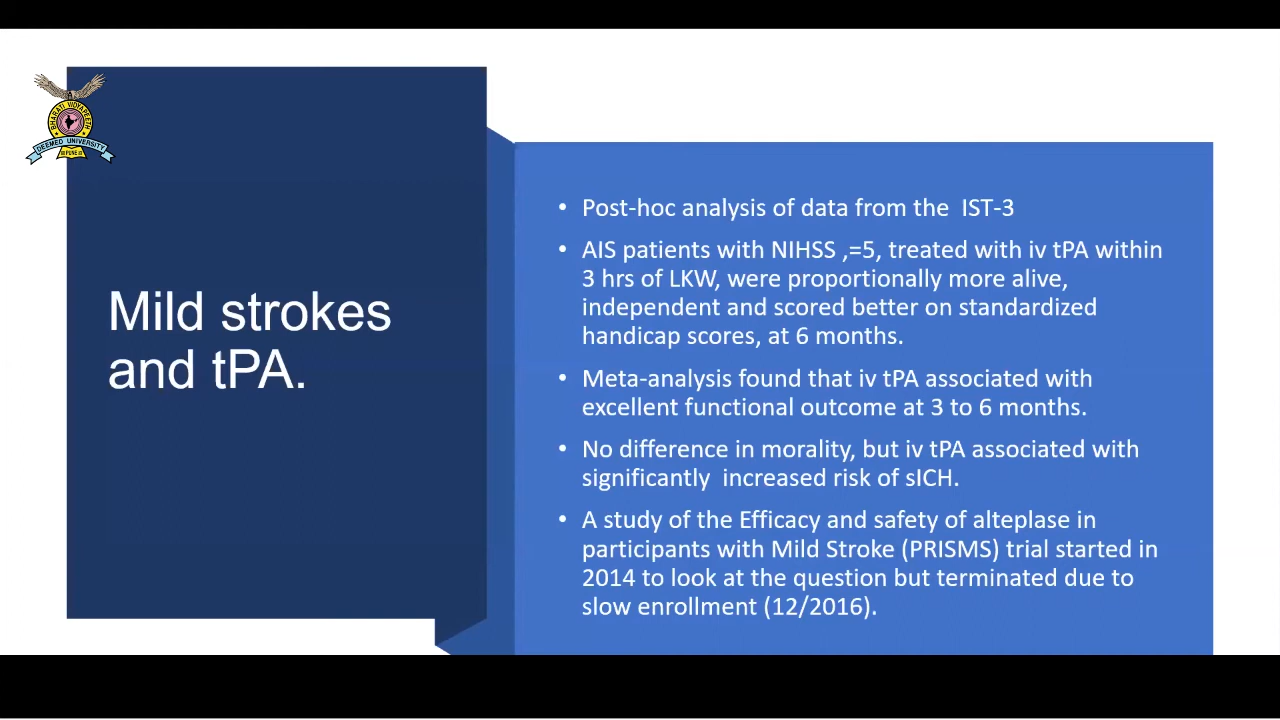 BHARATI VIDYAPEETH
DEEMED UNIVERSITY
Mild strokes
and tPA.
• Post-hoc analysis of data from the  IST-3
• AIS patients with NIHSS ,=5, treated with iv tPA within
3 hrs of LKW, were proportionally more alive,
independent and scored better on standardized
handicap scores, at 6 months.
• Meta-analysis found that iv tPA associated with
excellent functional outcome at 3 to 6 months.
• No difference in morality, but iv tPA associated with
significantly  increased risk of sICH.
• A study of the Efficacy and safety of alteplase in
participants with Mild Stroke (PRISMS) trial started in
2014 to look at the question but terminated due to
slow enrollment (12/2016).